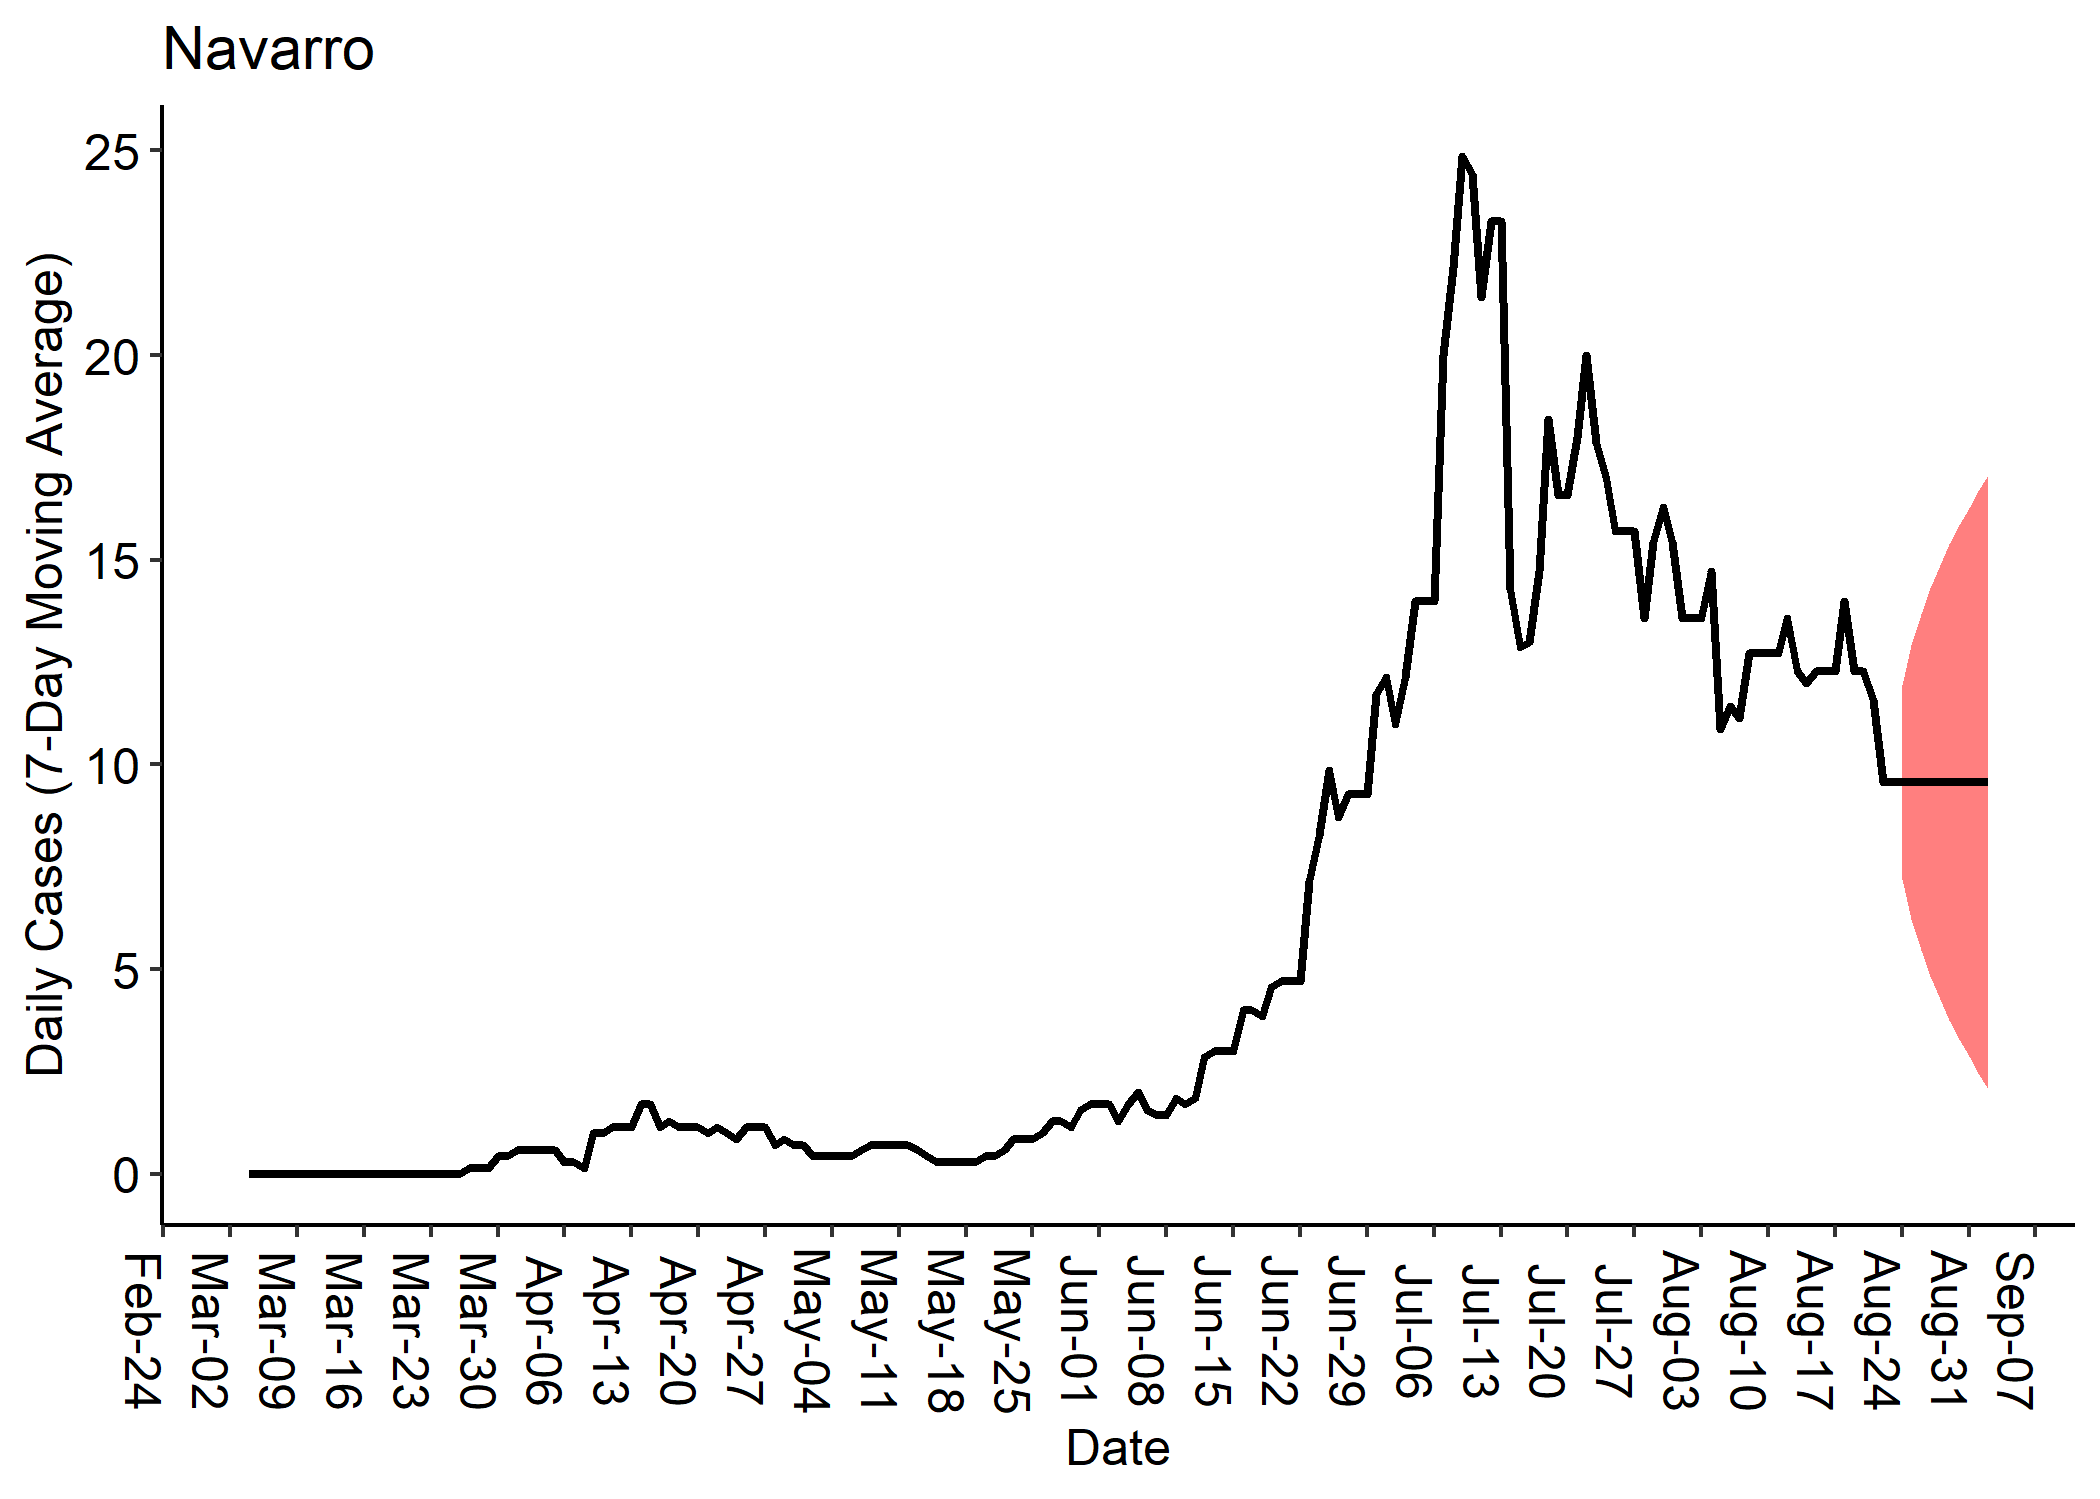 Navarro
Daily Cases (7-Day Moving Average)
25
20
15
10
5
0
Feb-24
Mar-02
Mar-09
Mar-16
Mar-23
Mar-30
Apr-06
Apr-13
Apr-20
Apr-27
May-04
May-11
May-18
May-25
Jun-01
Jun-08
Jun-15
Jun-22
Jun-29
Jul-06
Jul-13
Jul-20
Jul-27
Aug-03
Aug-10
Aug-17
Aug-24
Aug-31
Sep-07
Date